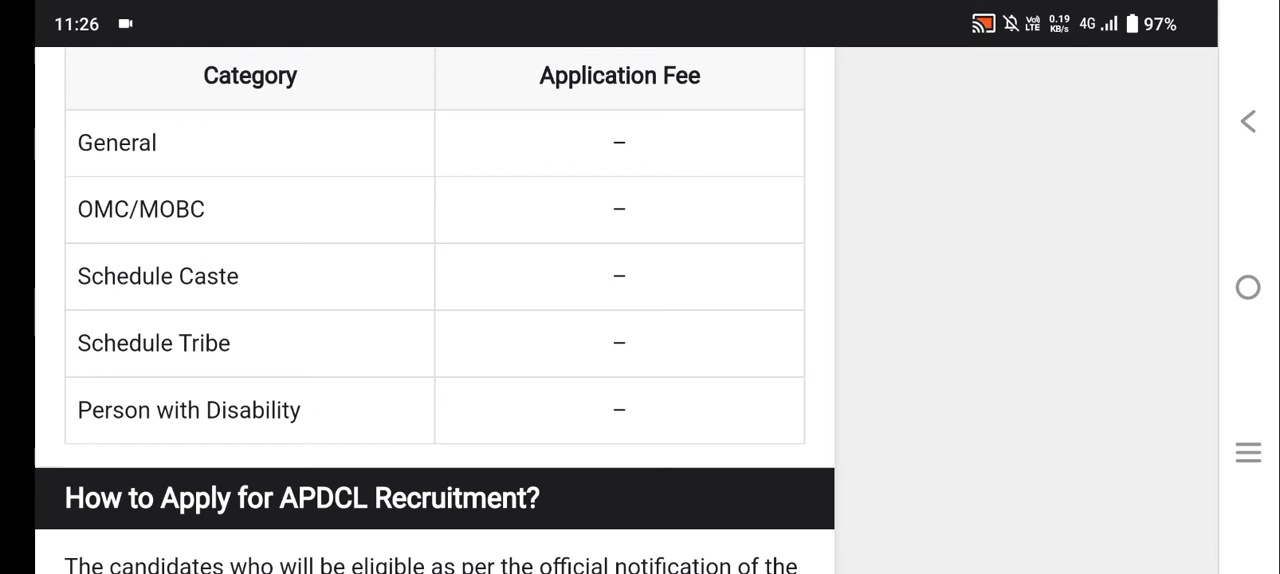 11:26 Vo) LTE 0.19 KB/s 4G 97%
Category Application Fee
General –
OMC/MOBC –
Schedule Caste –
Schedule Tribe –
Person with Disability –
How to Apply for APDCL Recruitment?
The candidates who will be eligible as per the official notification of the